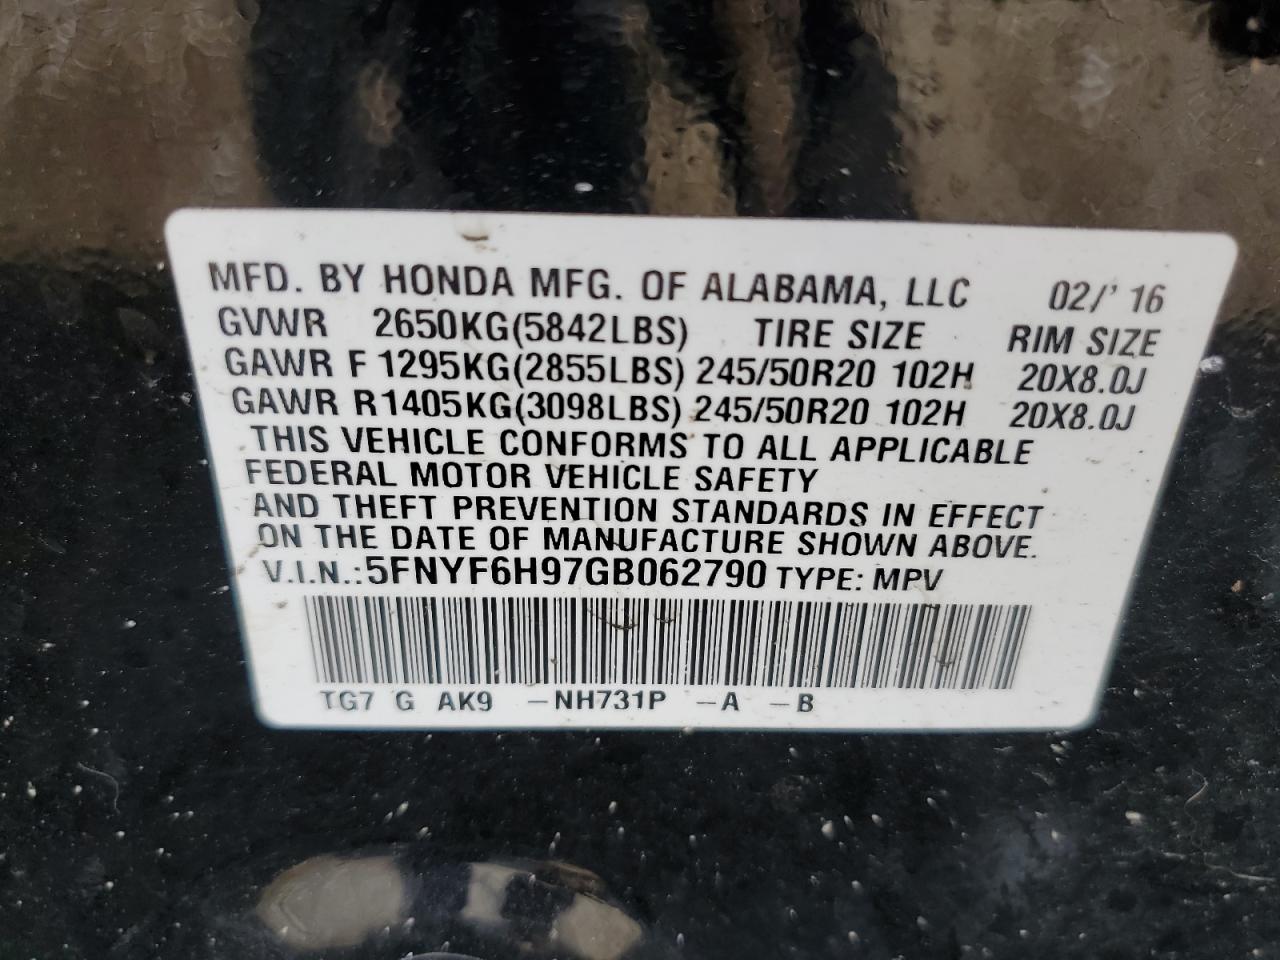 MFD. BY HONDA MFG. OF ALABAMA, LLC 02/' 16
GVWR 2650KG(5842LBS) TIRE SIZE RIM SIZE
GAWR F 1295KG(2855LBS) 245/50R20 102H 20X8.0J
GAWR R1405KG(3098LBS) 245/50R20 102H 20X8.0J
THIS VEHICLE CONFORMS TO ALL APPLICABLE
FEDERAL MOTOR VEHICLE SAFETY
AND THEFT PREVENTION STANDARDS IN EFFECT
ON THE DATE OF MANUFACTURE SHOWN ABOVE.
V.I.N.:5FNYF6H97GB062790 TYPE: MPV
TG7 G AK9 -NH731P -A -B